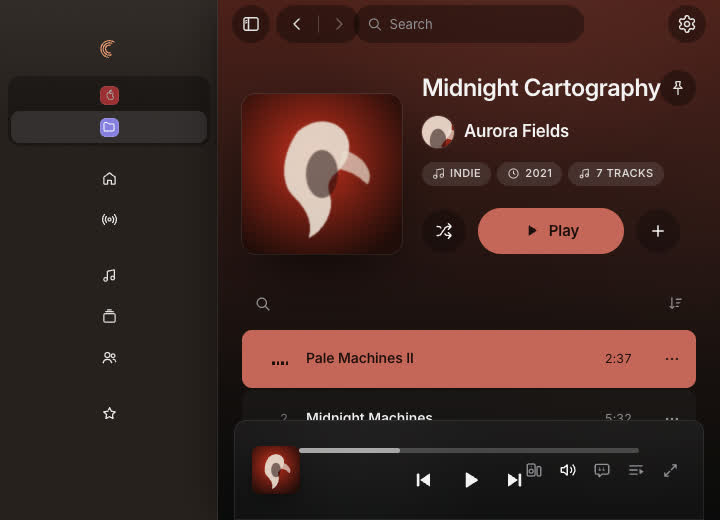 Search
Midnight Cartography
Aurora Fields
INDIE
2021
7 TRACKS
Play
Pale Machines II
2:37
2
Midnight Machines
5:32